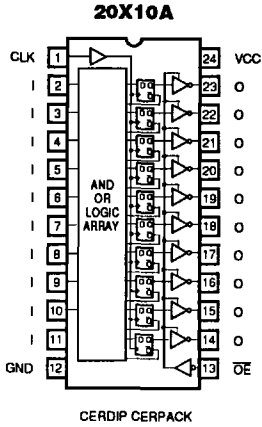 20X10A
CLK 1 24 VCC
I 2 23 O
I 3 22 O
I 4 21 O
I 5 20 O
I 6 19 O
I 7 18 O
I 8 17 O
I 9 16 O
I 10 15 O
I 11 14 O
GND 12 13 OE
AND
OR
LOGIC
ARRAY
CERDIP CERPACK